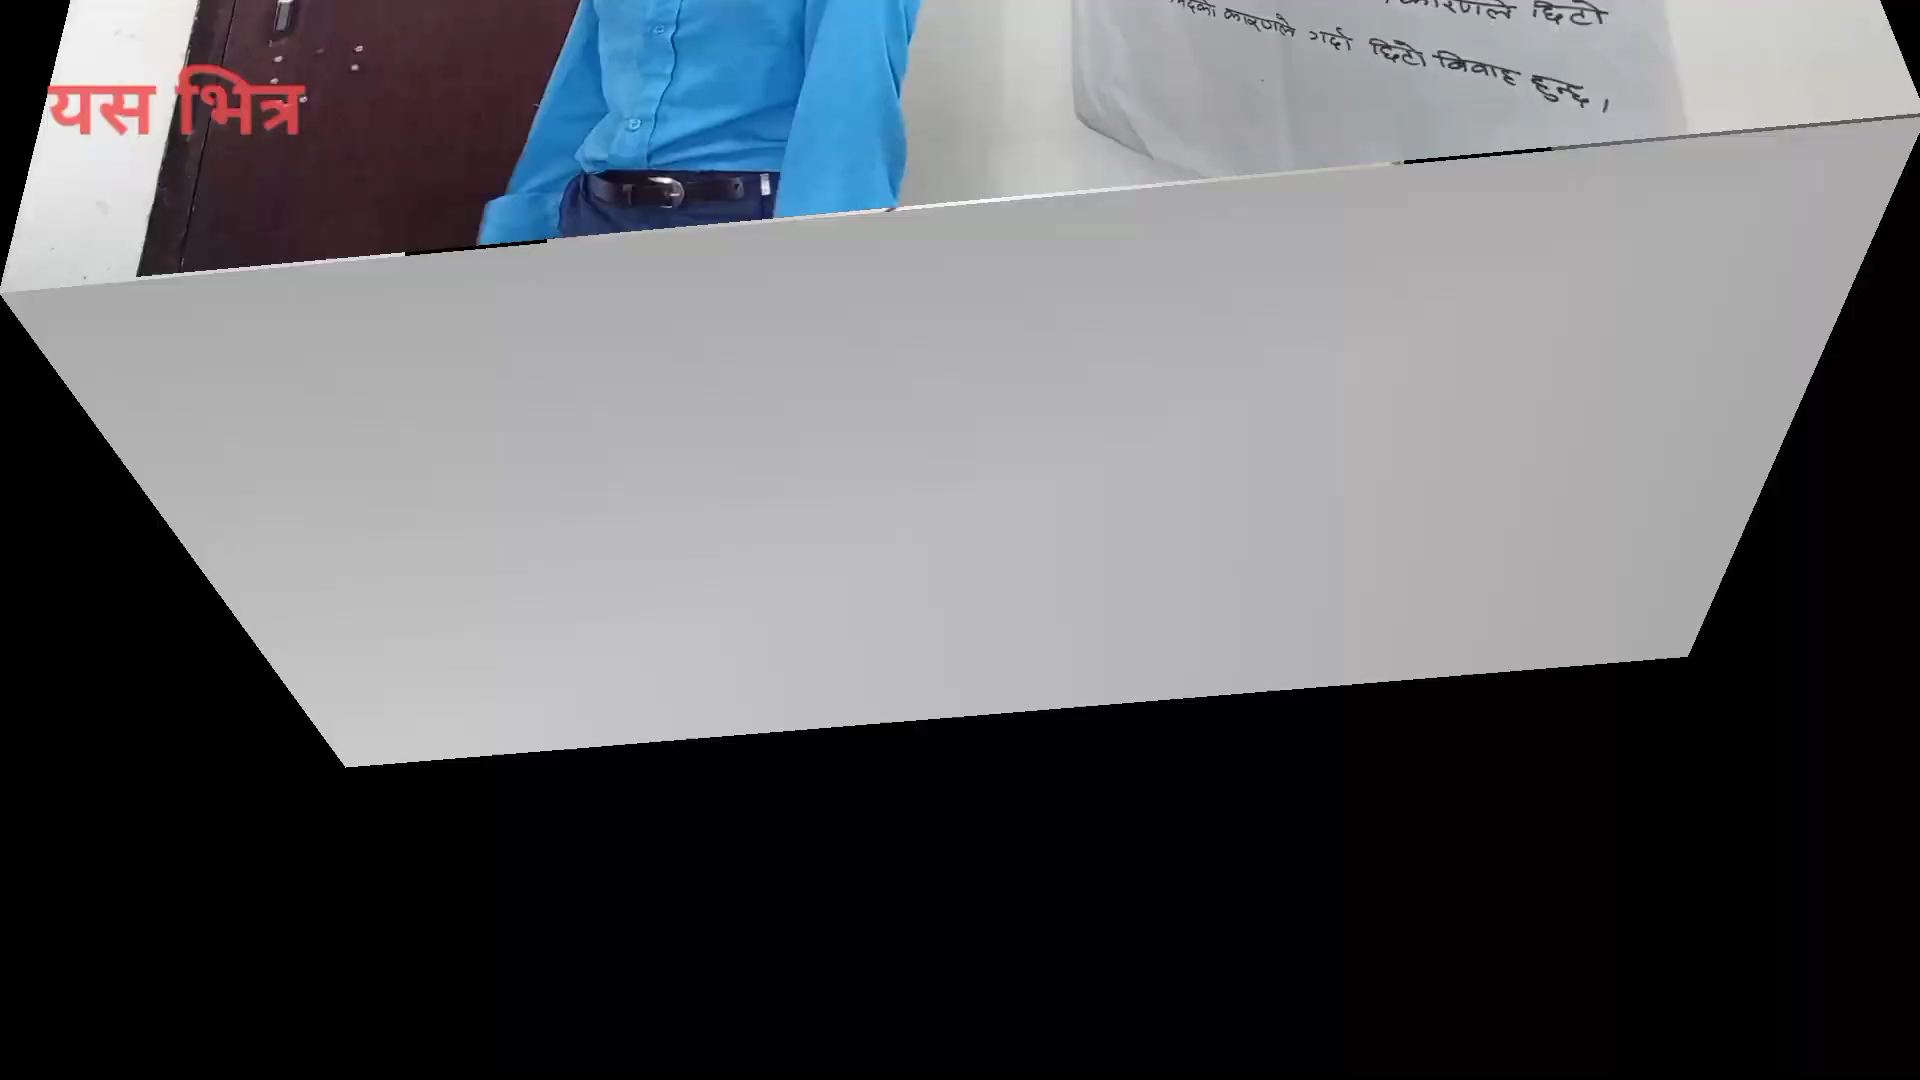 यस भित्र
कारणले छिटो
कारणले गर्दा छिटो विवाह हुन्छ ।